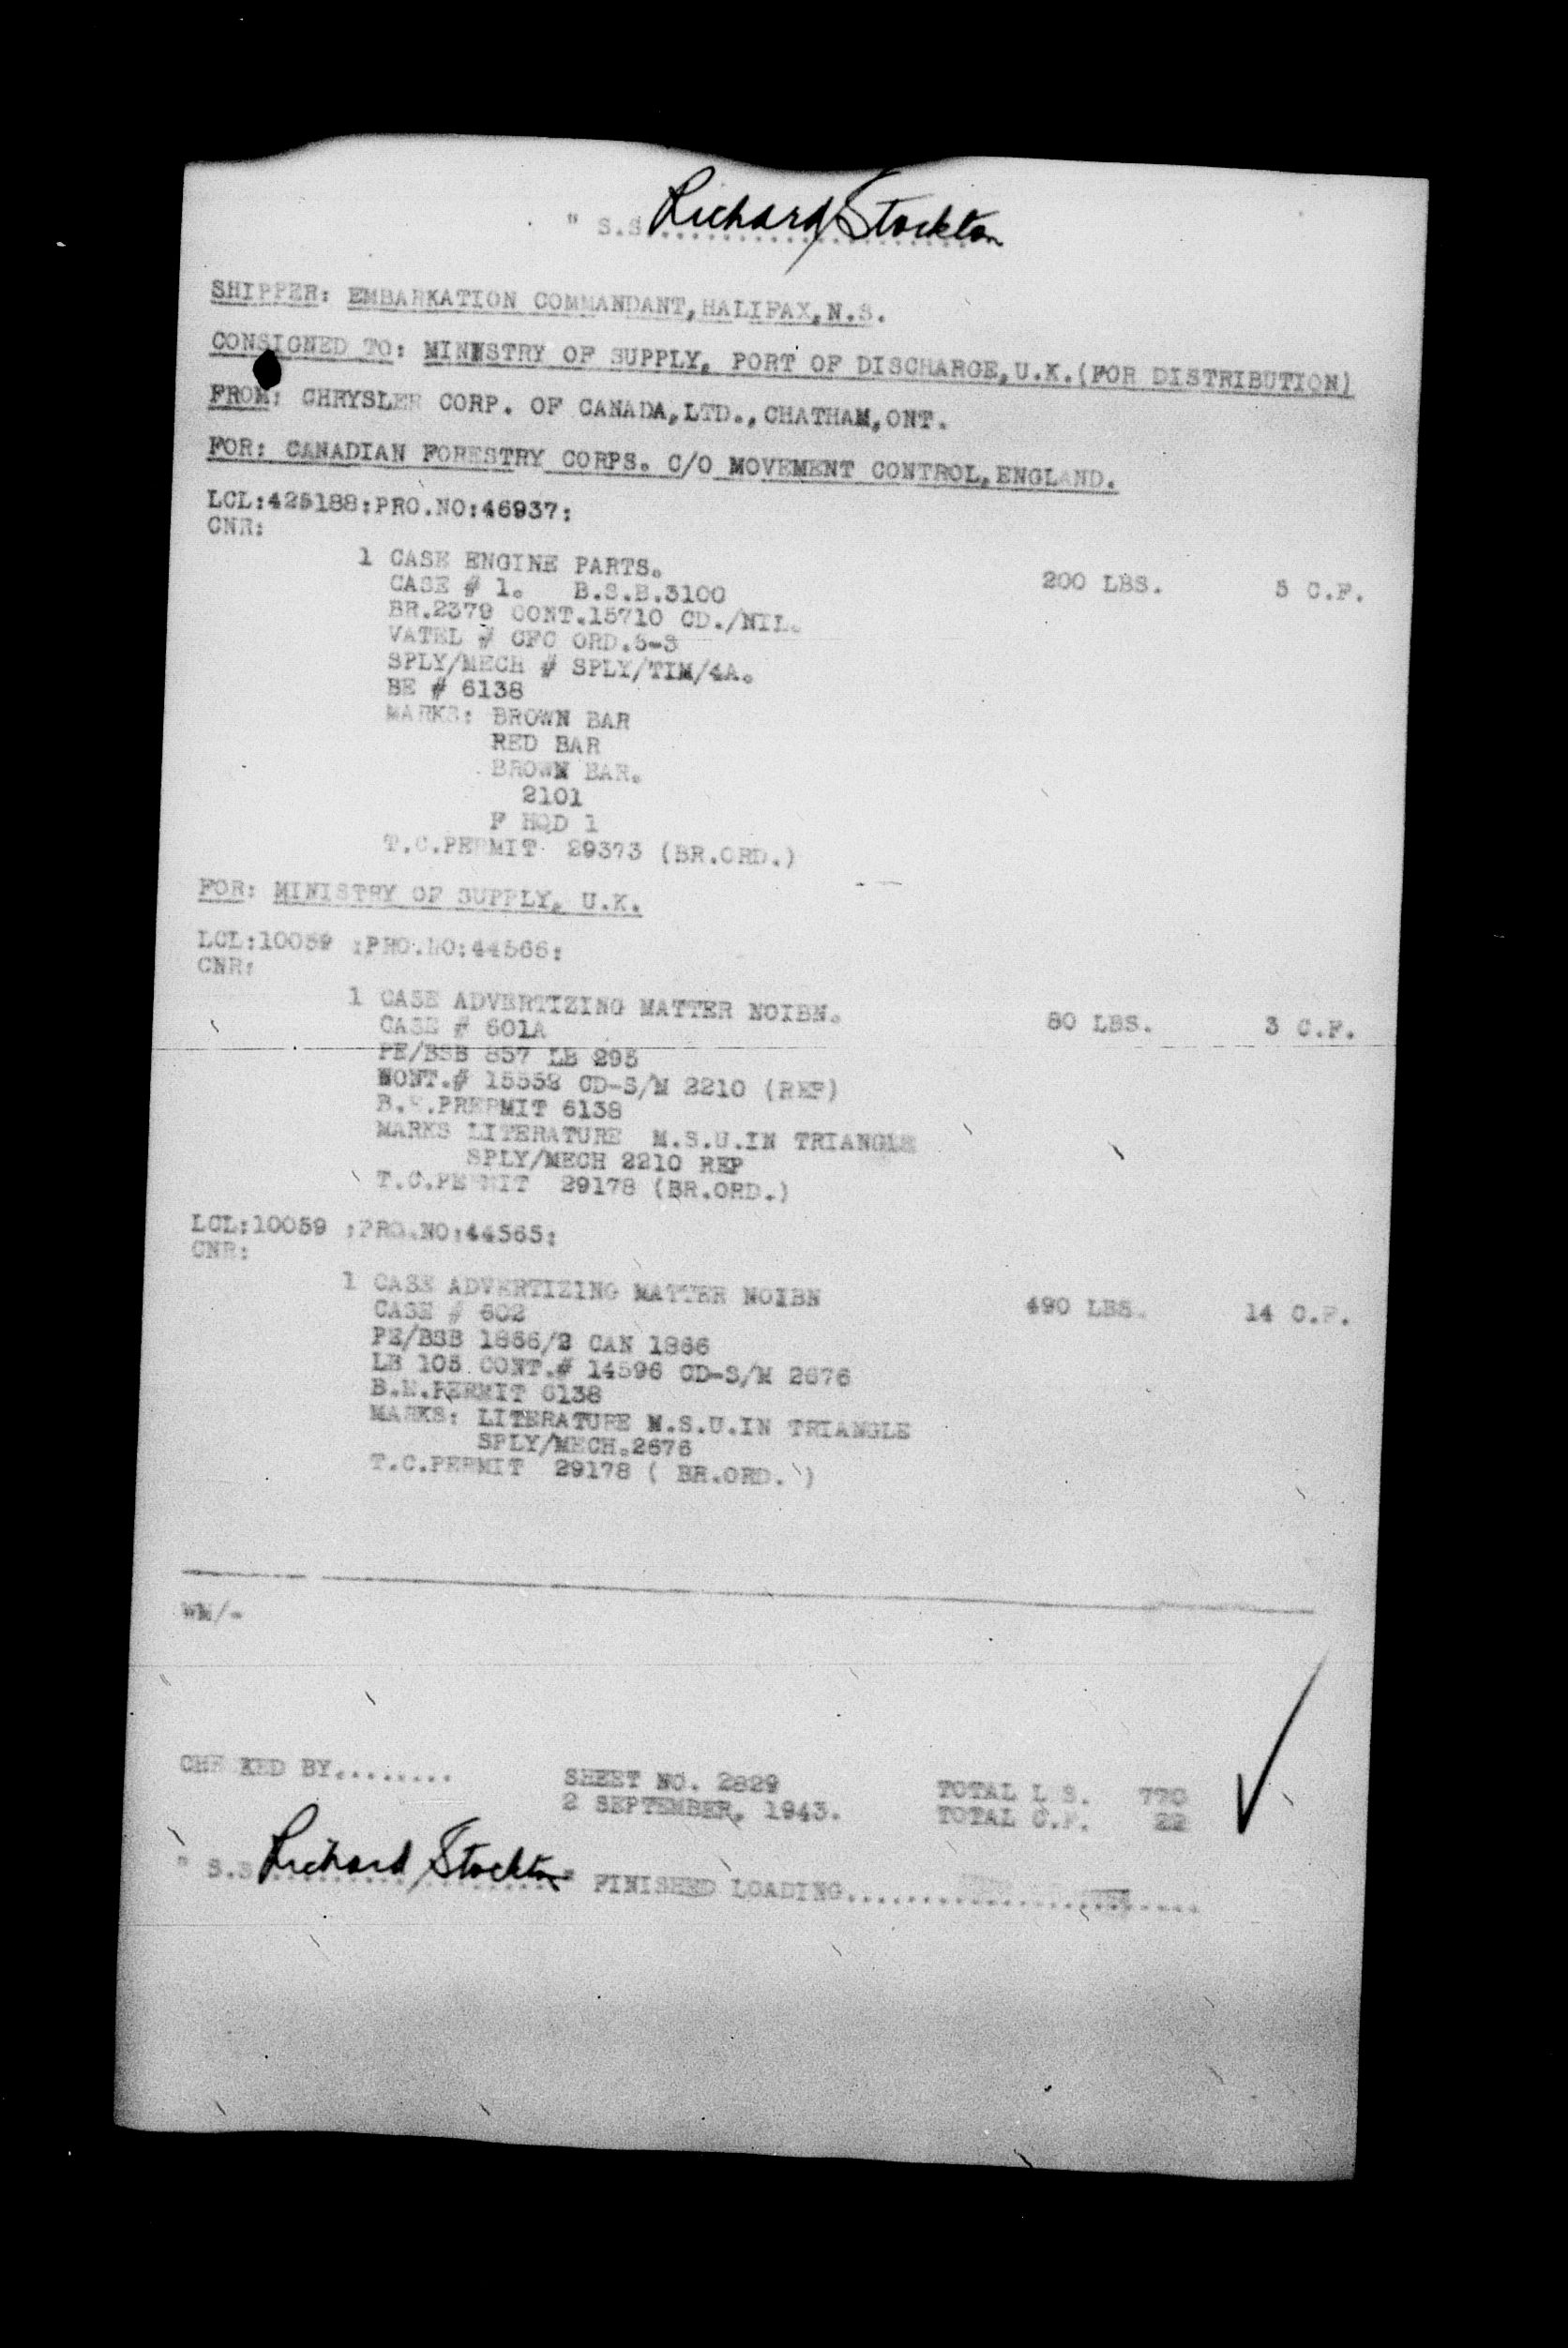 " S.S. Richard Stockton
SHIPPER: EMBARKATION COMMANDANT,HALIFAX,N.S.
CONSIGNED TO: MINISTRY OF SUPPLY, PORT OF DISCHARGE,U.K.(FOR DISTRIBUTION)
FROM: CHRYSLER CORP. OF CANADA,LTD.,CHATHAM,ONT.
FOR: CANADIAN FORESTRY CORPS. C/O MOVEMENT CONTROL,ENGLAND.
LCL:425188:PRO.NO:46937:
CNR:
1 CASE ENGINE PARTS. 200 LBS. 5 C.F.
CASE # 1. B.S.B.3100
BR.2379 CONT.15710 CD./NIL.
VATEL # CFC ORD.5-3
SPLY/MECH # SPLY/TIM/4A.
BE # 6138
MARKS: BROWN BAR
RED BAR
BROWN BAR.
2101
F HQD 1
T.C.PERMIT 29373 (BR.ORD.)
FOR: MINISTRY OF SUPPLY, U.K.
LCL:10059 :PRO.NO:44566:
CNR:
1 CASE ADVERTIZING MATTER NOIBN. 80 LBS. 3 C.F.
CASE # 601A
PE/BSB 857 LB 295
NONT.# 15558 CD-S/M 2210 (REP)
B.E.PREPMIT 6138
MARKS LITERATURE M.S.U.IN TRIANGLE
SPLY/MECH 2210 REP
T.C.PERMIT 29178 (BR.ORD.)
LCL:10059 :PRO.NO:44565:
CNR:
1 CASE ADVERTIZING MATTER NOIBN 490 LBS. 14 C.F.
CASE # 602
PE/BSB 1866/2 CAN 1866
LB 105 CONT.# 14596 CD-S/M 2676
B.E.PERMIT 6138
MARKS: LITERATURE M.S.U.IN TRIANGLE
SPLY/MECH.2676
T.C.PERMIT 29178 ( BR.ORD. )
WM/-
CHECKED BY........ SHEET NO. 2829 TOTAL L S. 770
2 SEPTEMBER, 1943. TOTAL C.F. 22
" S.S. Richard Stockton " FINISHED LOADING.......................